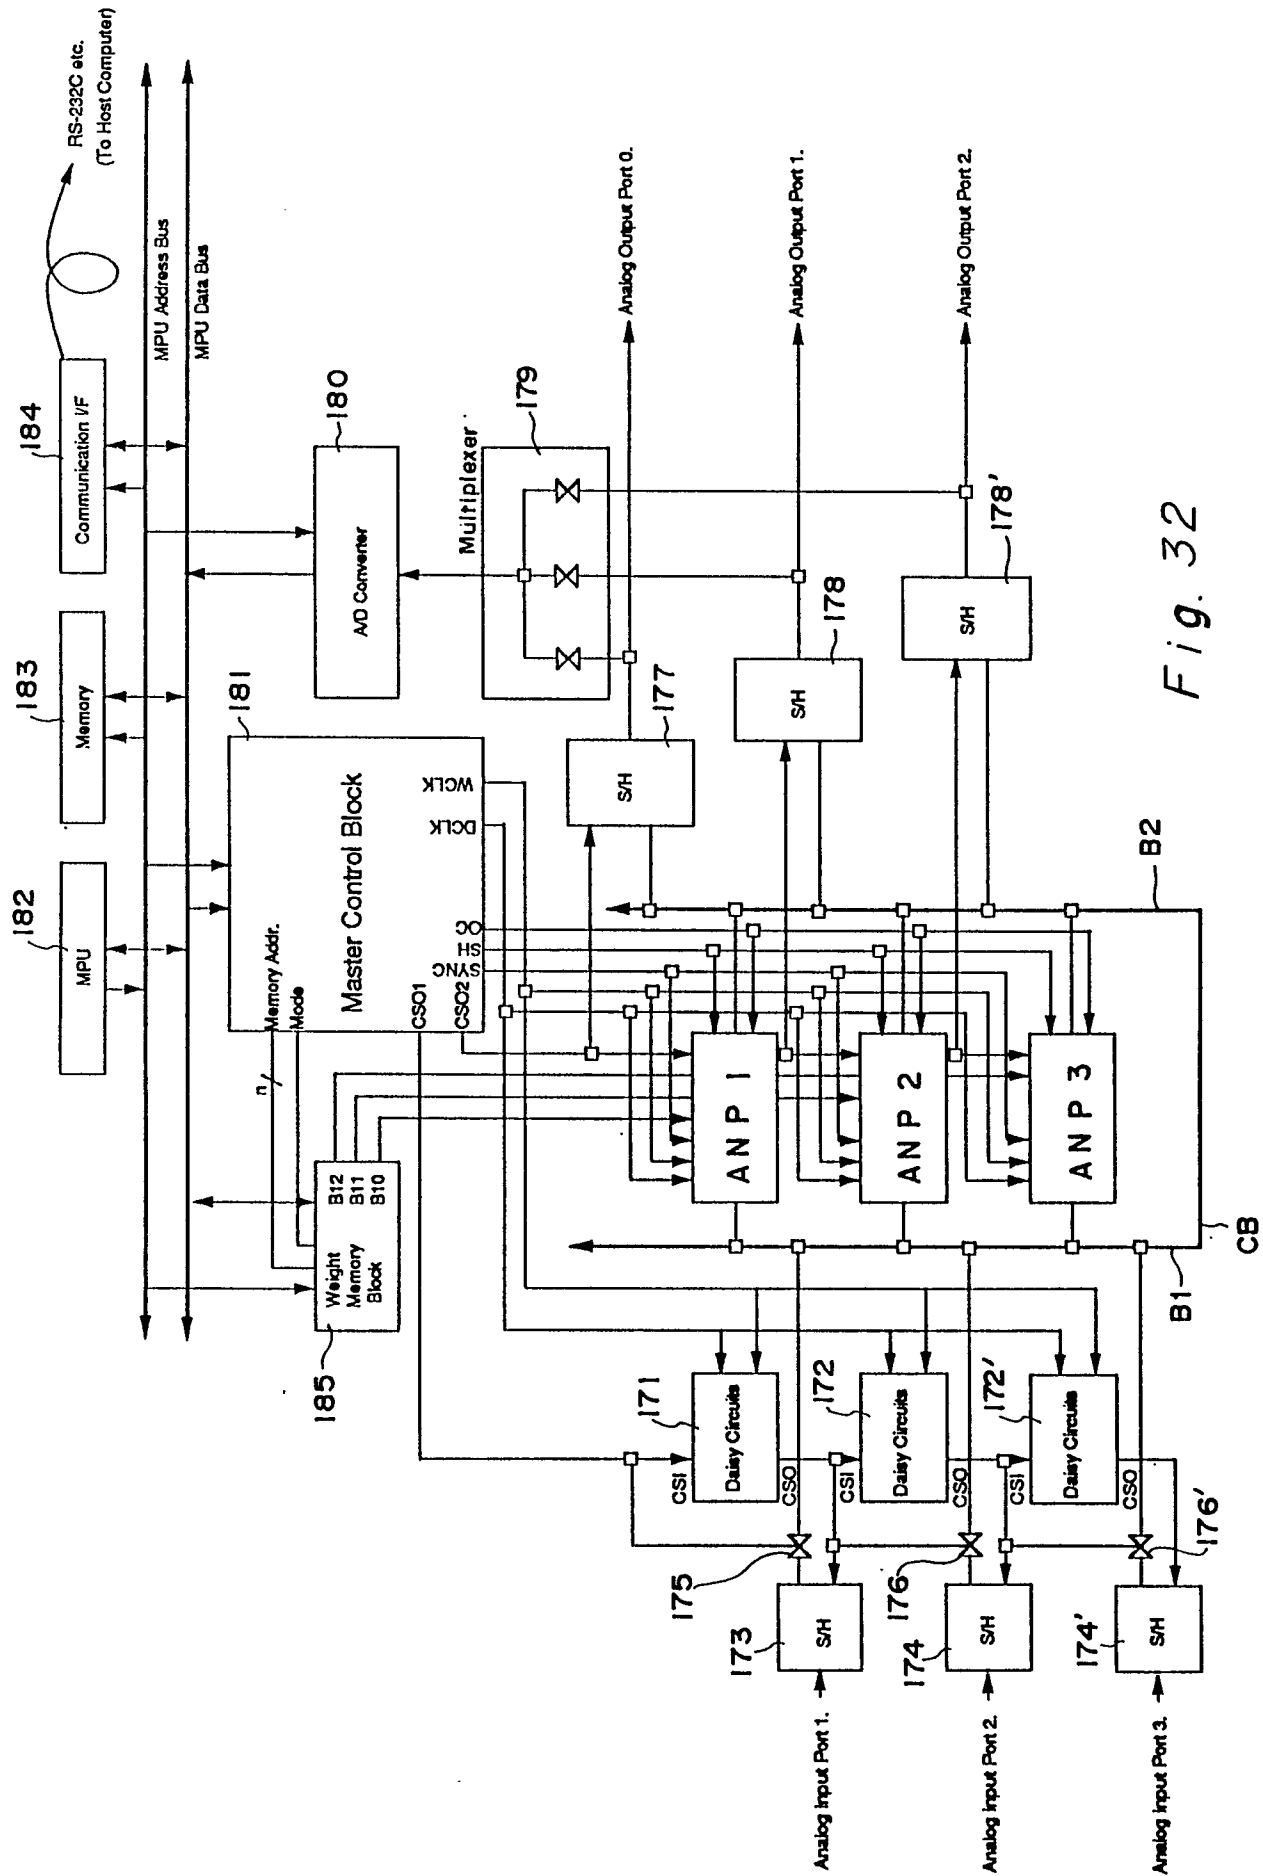 182
MPU
183
Memory
184
Communication I/F
RS-232C etc.
(To Host Computer)
MPU Address Bus
MPU Data Bus
185
Weight
Memory
Block
B12
B11
B10
n
Memory Addr.
Mode
181
Master Control Block
CSO1
CSO2
SYNC
SH
OC
DCLK
WCLK
180
A/D Converter
Multiplexer
179
177
S/H
Analog Output Port 0.
178
S/H
Analog Output Port 1.
178'
S/H
Analog Output Port 2.
171
CSI
Daisy Circuits
CSO
172
CSI
Daisy Circuits
CSO
172'
CSI
Daisy Circuits
CSO
ANP 1
ANP 2
ANP 3
175
173
S/H
Analog Input Port 1.
176
174
S/H
Analog Input Port 2.
176'
174'
S/H
Analog Input Port 3.
B1
CB
B2
Fig. 32